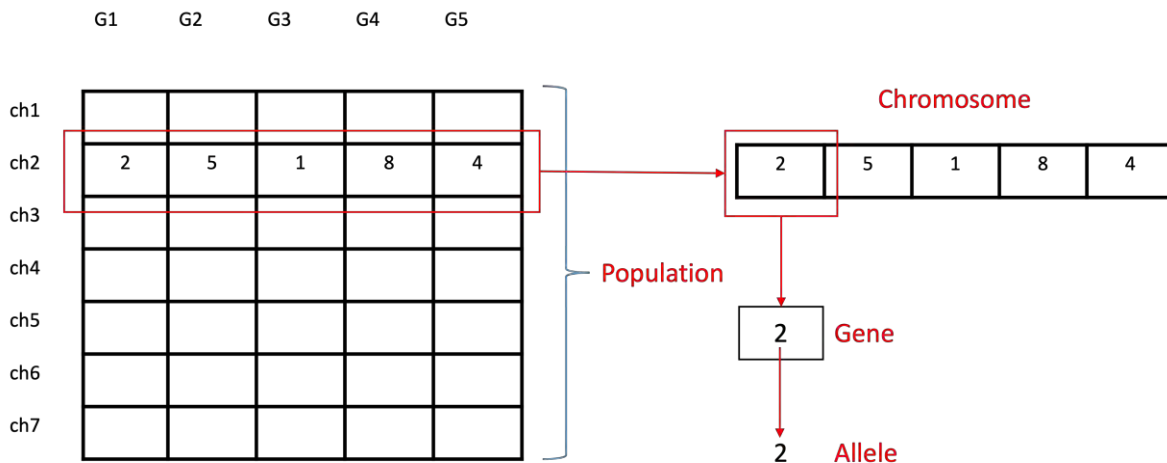 G1 G2 G3 G4 G5
ch1
Chromosome
ch2 2 5 1 8 4
2 5 1 8 4
ch3
ch4
Population
ch5
2 Gene
ch6
ch7
2 Allele